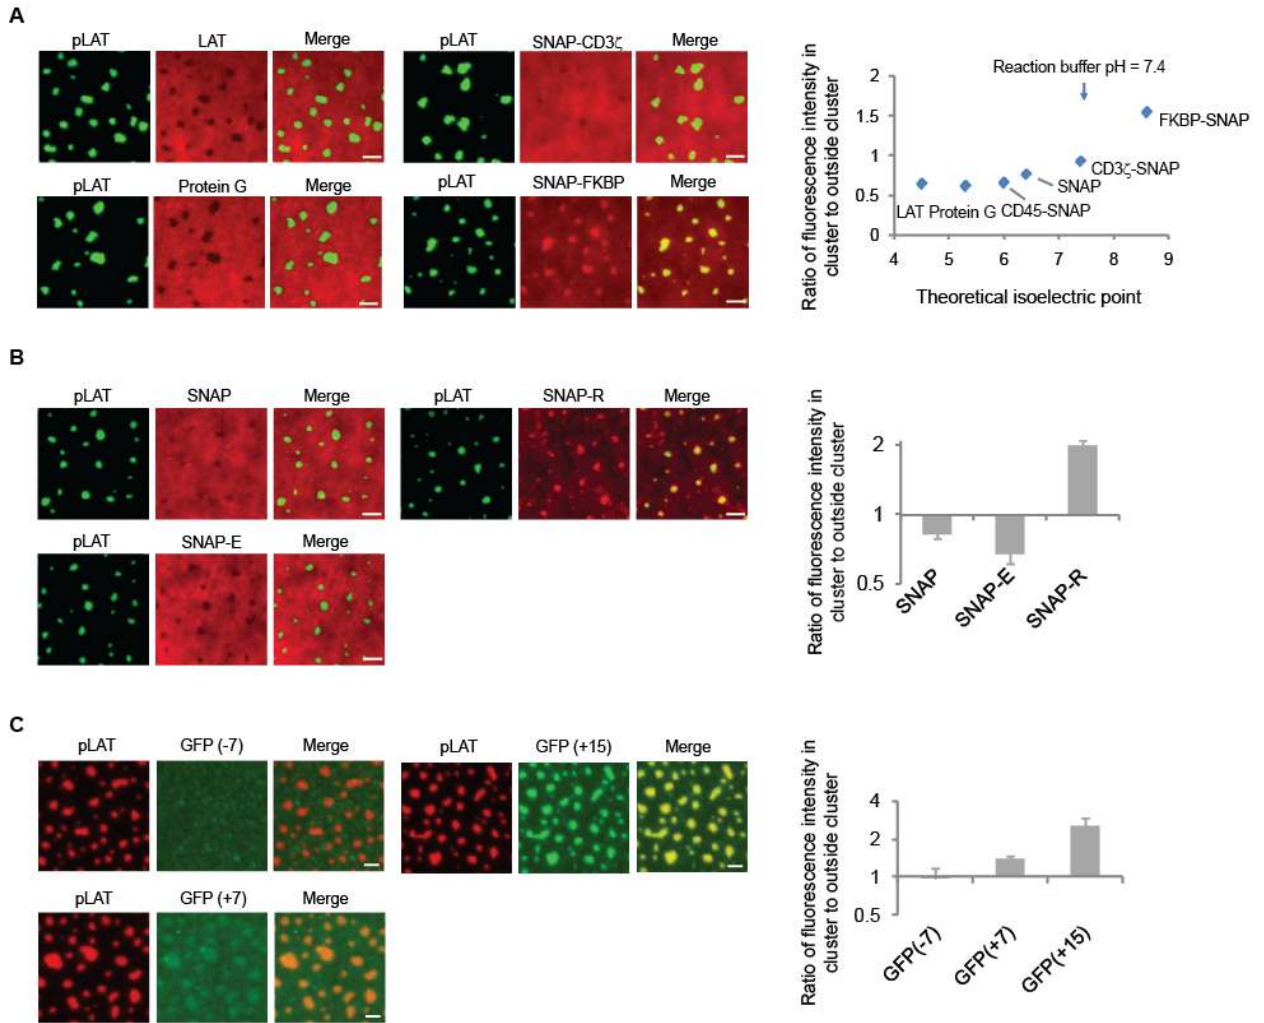 A
pLAT LAT Merge pLAT SNAP-CD3ζ Merge
pLAT Protein G Merge pLAT SNAP-FKBP Merge
Ratio of fluorescence intensity in
cluster to outside cluster
2
1.5
1
0.5
0
4 5 6 7 8 9
Reaction buffer pH = 7.4
FKBP-SNAP
CD3ζ-SNAP
SNAP
LAT Protein G CD45-SNAP
Theoretical isoelectric point
B
pLAT SNAP Merge pLAT SNAP-R Merge
pLAT SNAP-E Merge
Ratio of fluorescence intensity in
cluster to outside cluster
2
1
0.5
SNAP SNAP-E SNAP-R
C
pLAT GFP (-7) Merge pLAT GFP (+15) Merge
pLAT GFP (+7) Merge
Ratio of fluorescence intensity in
cluster to outside cluster
4
2
1
0.5
GFP(-7) GFP(+7) GFP(+15)